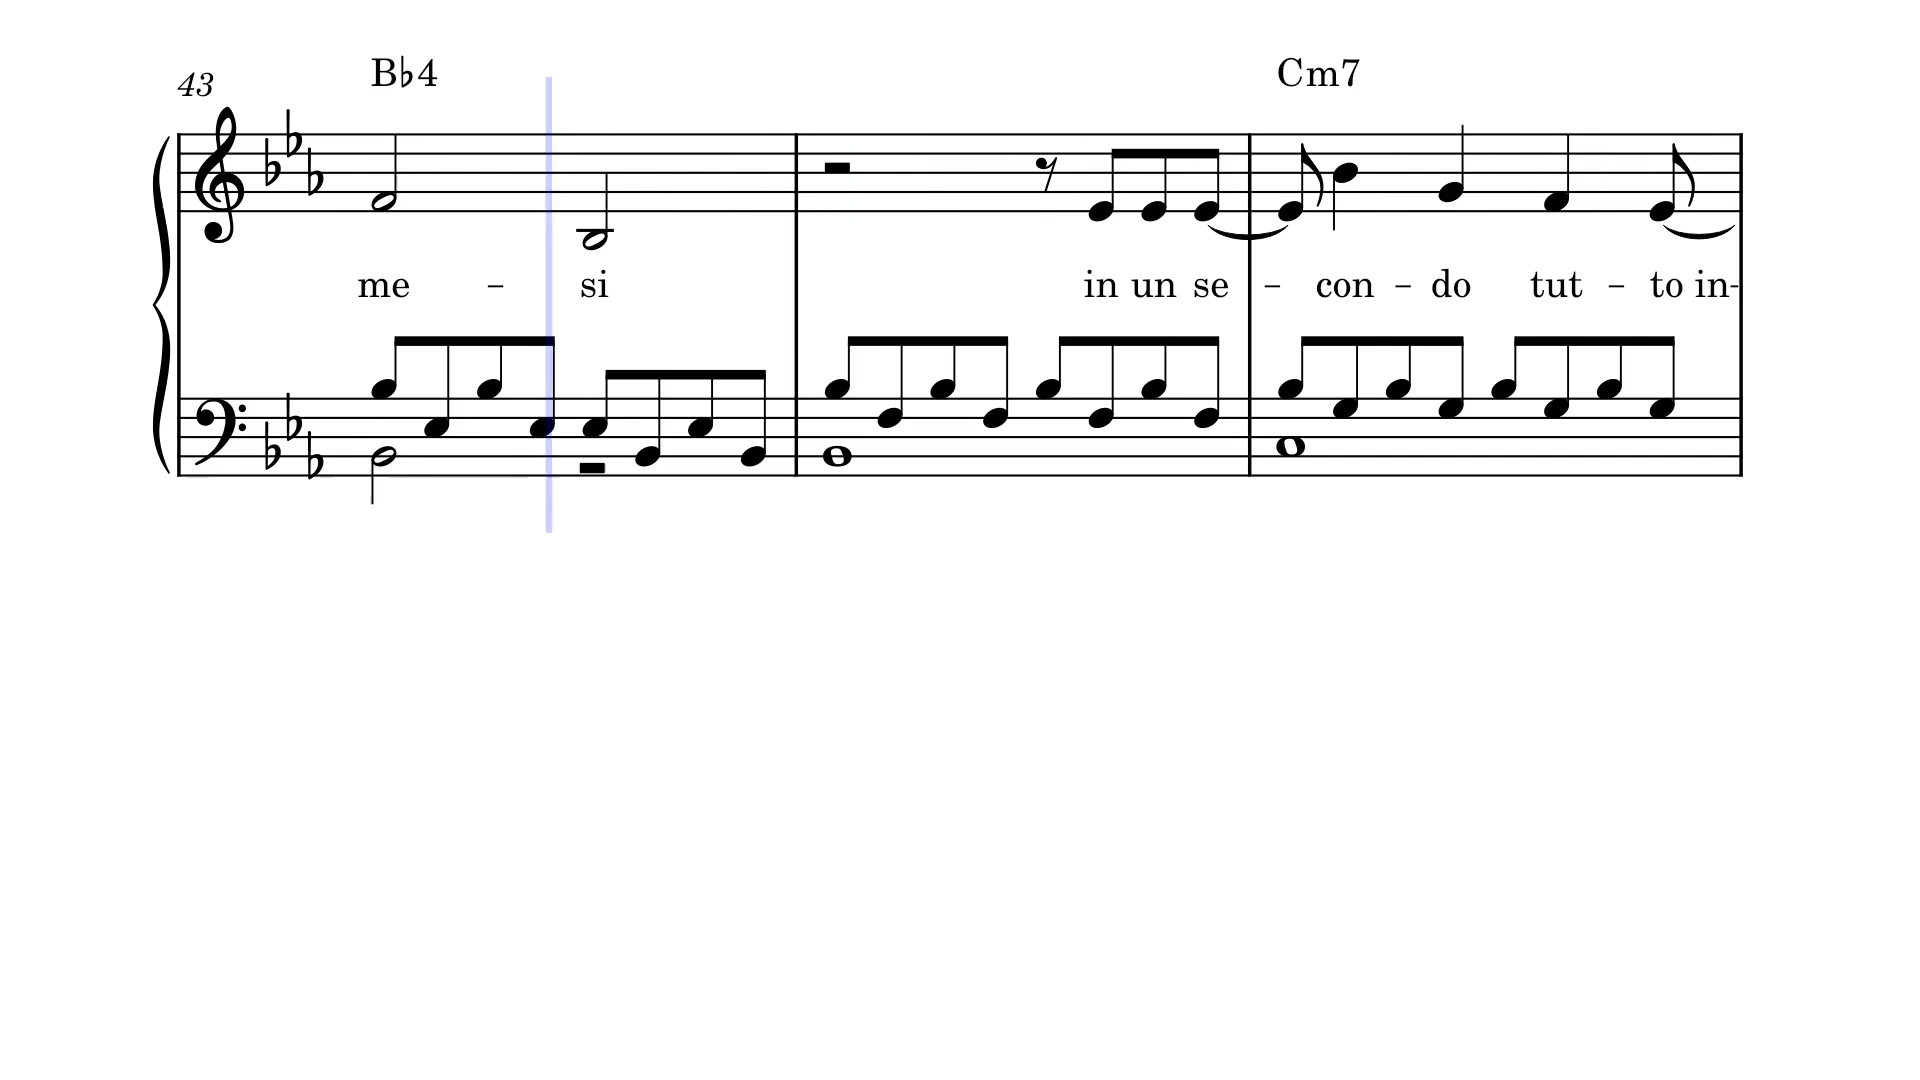 43 B♭4 Cm7
me - si in un se - con - do tut - to in-